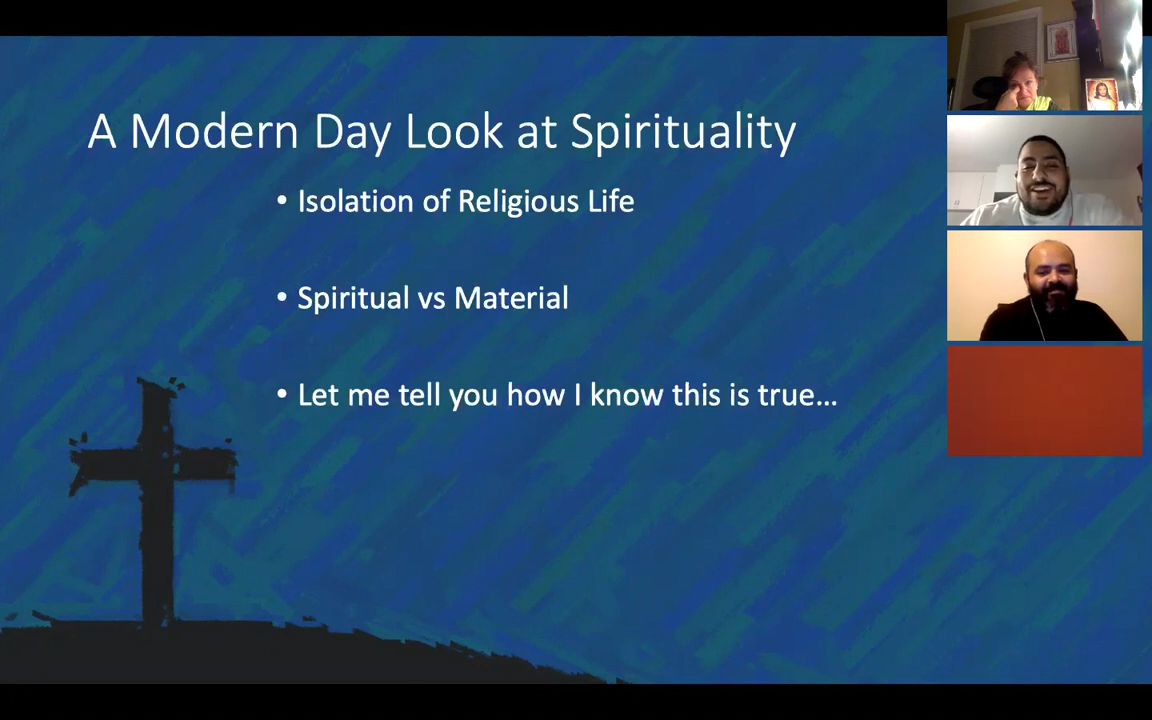 A Modern Day Look at Spirituality
• Isolation of Religious Life
• Spiritual vs Material
• Let me tell you how I know this is true...